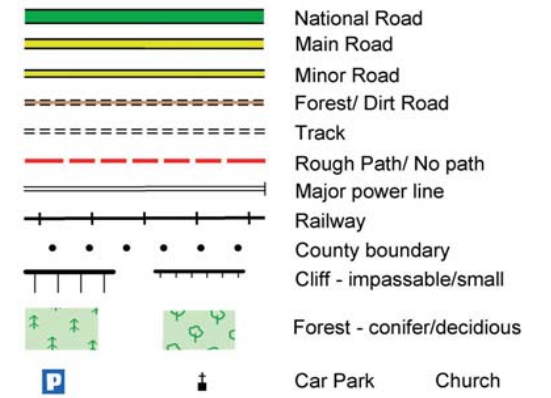 National Road
Main Road
Minor Road
Forest/ Dirt Road
Track
Rough Path/ No path
Major power line
Railway
County boundary
Cliff - impassable/small
Forest - conifer/decidious
P Car Park Church